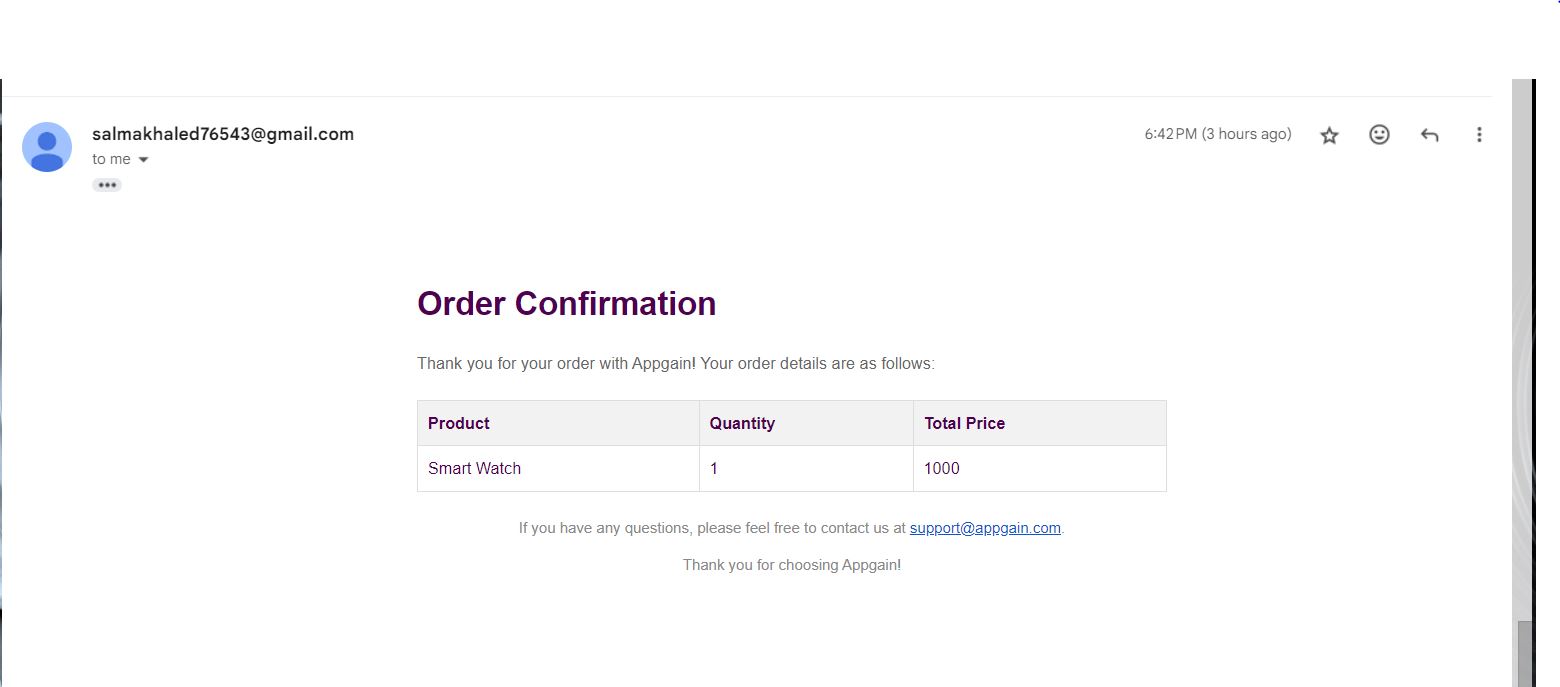 salmakhaled76543@gmail.com
6:42 PM (3 hours ago)
to me
Order Confirmation
Thank you for your order with Appgain! Your order details are as follows:
Product Quantity Total Price
Smart Watch 1 1000
If you have any questions, please feel free to contact us at support@appgain.com.
Thank you for choosing Appgain!